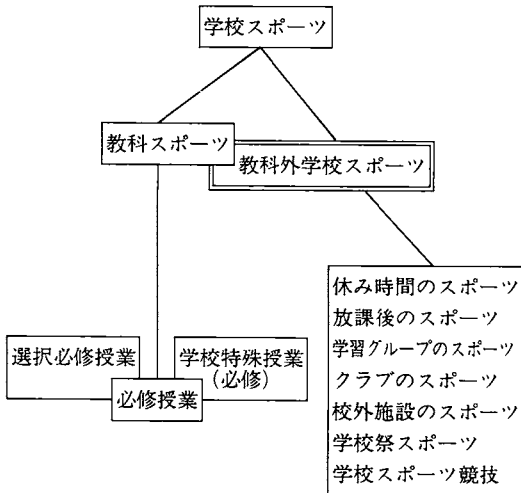 学校スポーツ
教科スポーツ
教科外学校スポーツ
選択必修授業
学校特殊授業
(必修)
必修授業
休み時間のスポーツ
放課後のスポーツ
学習グループのスポーツ
クラブのスポーツ
校外施設のスポーツ
学校祭スポーツ
学校スポーツ競技